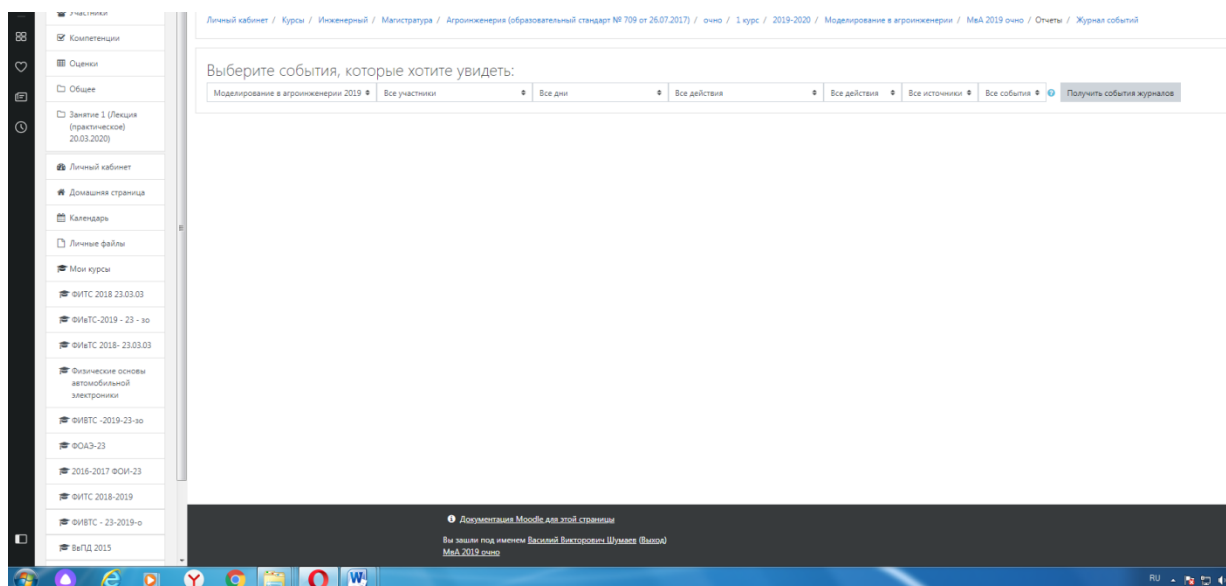 Участники
Личный кабинет / Курсы / Инженерный / Магистратура / Агроинженерия (образовательный стандарт № 709 от 26.07.2017) / очно / 1 курс / 2019-2020 / Моделирование в агроинженерии / МвА 2019 очно / Отчеты / Журнал событий
Компетенции
Оценки
Общее
Занятие 1 (Лекция
(практическое)
20.03.2020)
Личный кабинет
Домашняя страница
Календарь
Личные файлы
Мои курсы
ФИТС 2018 23.03.03
ФИвТС-2019 - 23 - зо
ФИвТС 2018- 23.03.03
Физические основы
автомобильной
электроники
ФИВТС -2019-23-зо
ФОАЭ-23
2016-2017 ФОИ-23
ФИТС 2018-2019
ФИВТС - 23-2019-о
ВвПД 2015
Выберите события, которые хотите увидеть:
Моделирование в агроинженерии 2019 Все участники Все дни Все действия Все действия Все источники Все события Получить события журналов
Документация Moodle для этой страницы
Вы зашли под именем Василий Викторович Шумаев (Выход)
МвА 2019 очно
RU